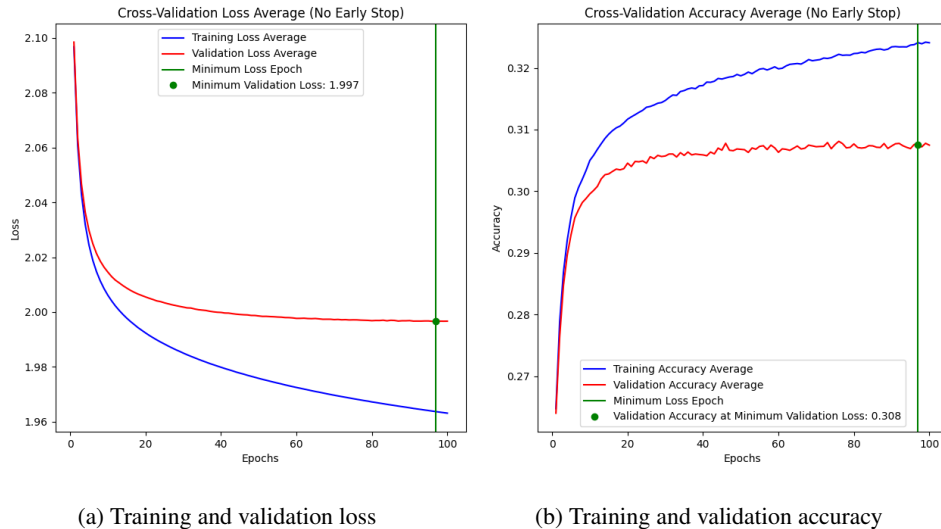 Cross-Validation Loss Average (No Early Stop)
Training Loss Average
Validation Loss Average
Minimum Loss Epoch
Minimum Validation Loss: 1.997
2.10
2.08
2.06
2.04
2.02
2.00
1.98
1.96
Loss
0 20 40 60 80 100
Epochs
(a) Training and validation loss
Cross-Validation Accuracy Average (No Early Stop)
0.32
0.31
0.30
0.29
0.28
0.27
Accuracy
Training Accuracy Average
Validation Accuracy Average
Minimum Loss Epoch
Validation Accuracy at Minimum Validation Loss: 0.308
0 20 40 60 80 100
Epochs
(b) Training and validation accuracy